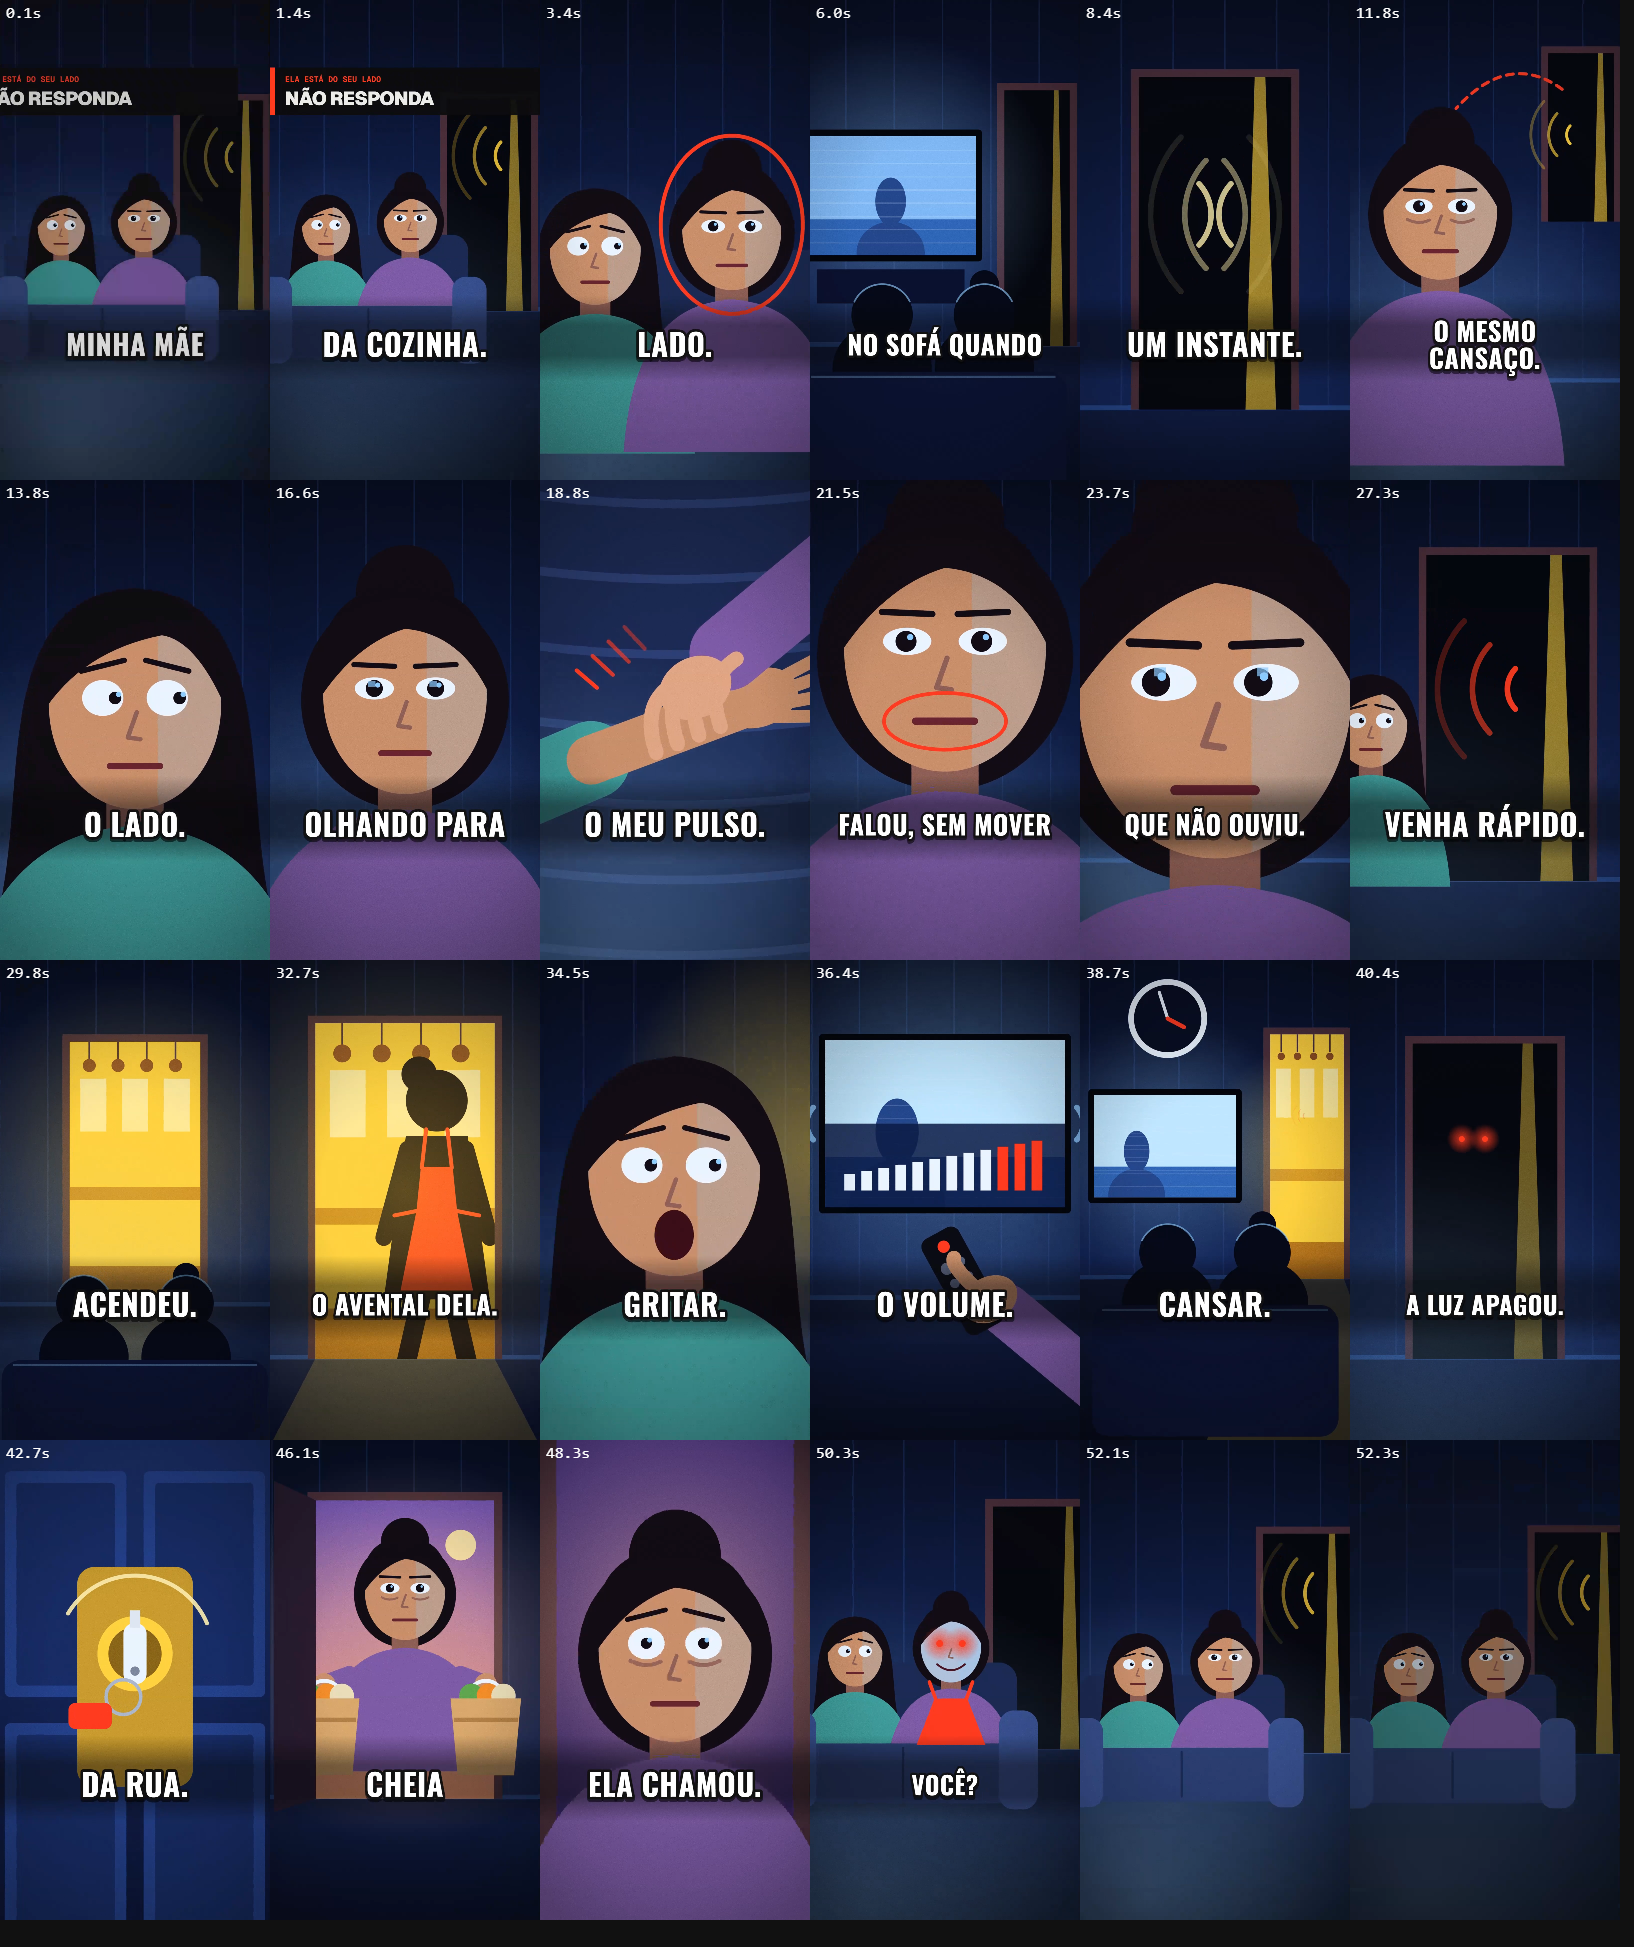 0.1s
ESTÁ DO SEU LADO
ÃO RESPONDA
MINHA MÃE
1.4s
ELA ESTÁ DO SEU LADO
NÃO RESPONDA
DA COZINHA.
3.4s
LADO.
6.0s
NO SOFÁ QUANDO
8.4s
UM INSTANTE.
11.8s
O MESMO
CANSAÇO.
13.8s
O LADO.
16.6s
OLHANDO PARA
18.8s
O MEU PULSO.
21.5s
FALOU, SEM MOVER
23.7s
QUE NÃO OUVIU.
27.3s
VENHA RÁPIDO.
29.8s
ACENDEU.
32.7s
O AVENTAL DELA.
34.5s
GRITAR.
36.4s
O VOLUME.
38.7s
CANSAR.
40.4s
A LUZ APAGOU.
42.7s
DA RUA.
46.1s
CHEIA
48.3s
ELA CHAMOU.
50.3s
VOCÊ?
52.1s
52.3s